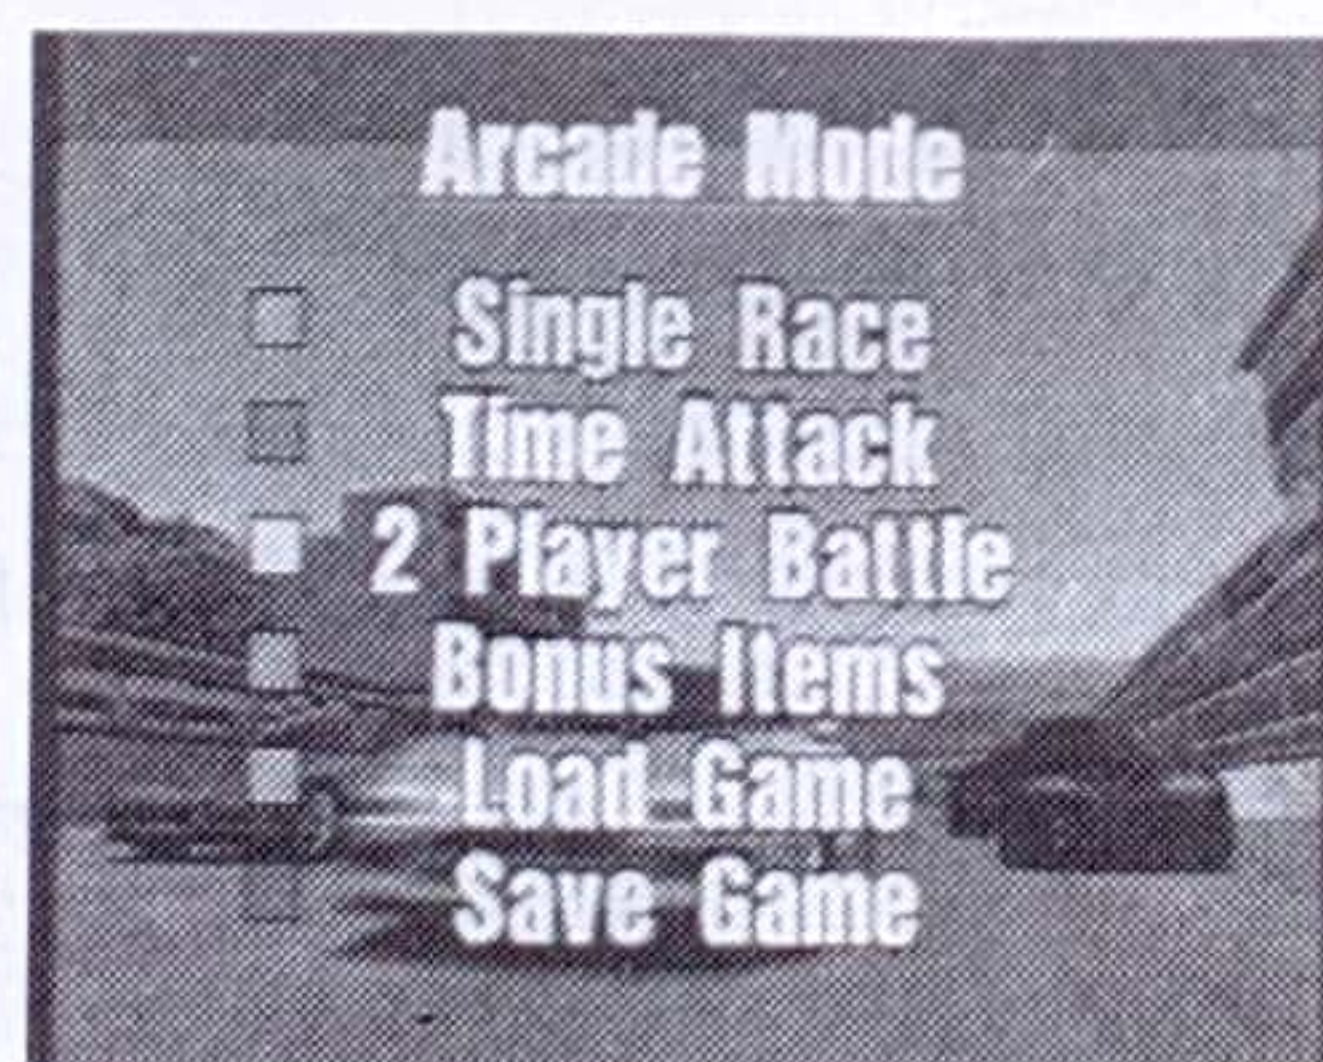 Arcade Mode
Single Race
Time Attack
2 Player Battle
Bonus Items
Load Game
Save Game